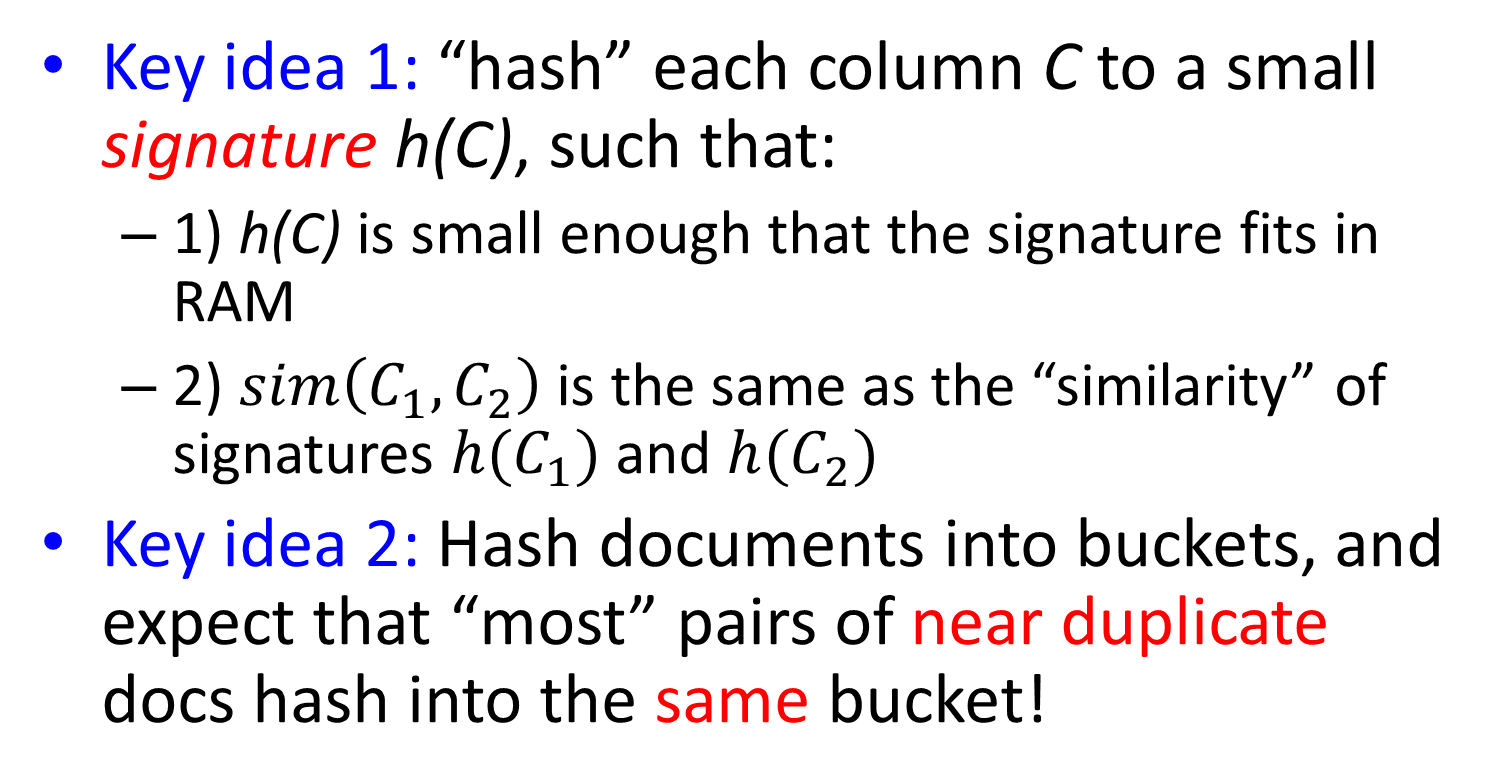 • Key idea 1: “hash” each column C to a small
signature h(C), such that:
– 1) h(C) is small enough that the signature fits in
RAM
– 2) 𝑠𝑖𝑚(𝐶₁, 𝐶₂) is the same as the “similarity” of
signatures ℎ(𝐶₁) and ℎ(𝐶₂)
• Key idea 2: Hash documents into buckets, and
expect that “most” pairs of near duplicate
docs hash into the same bucket!